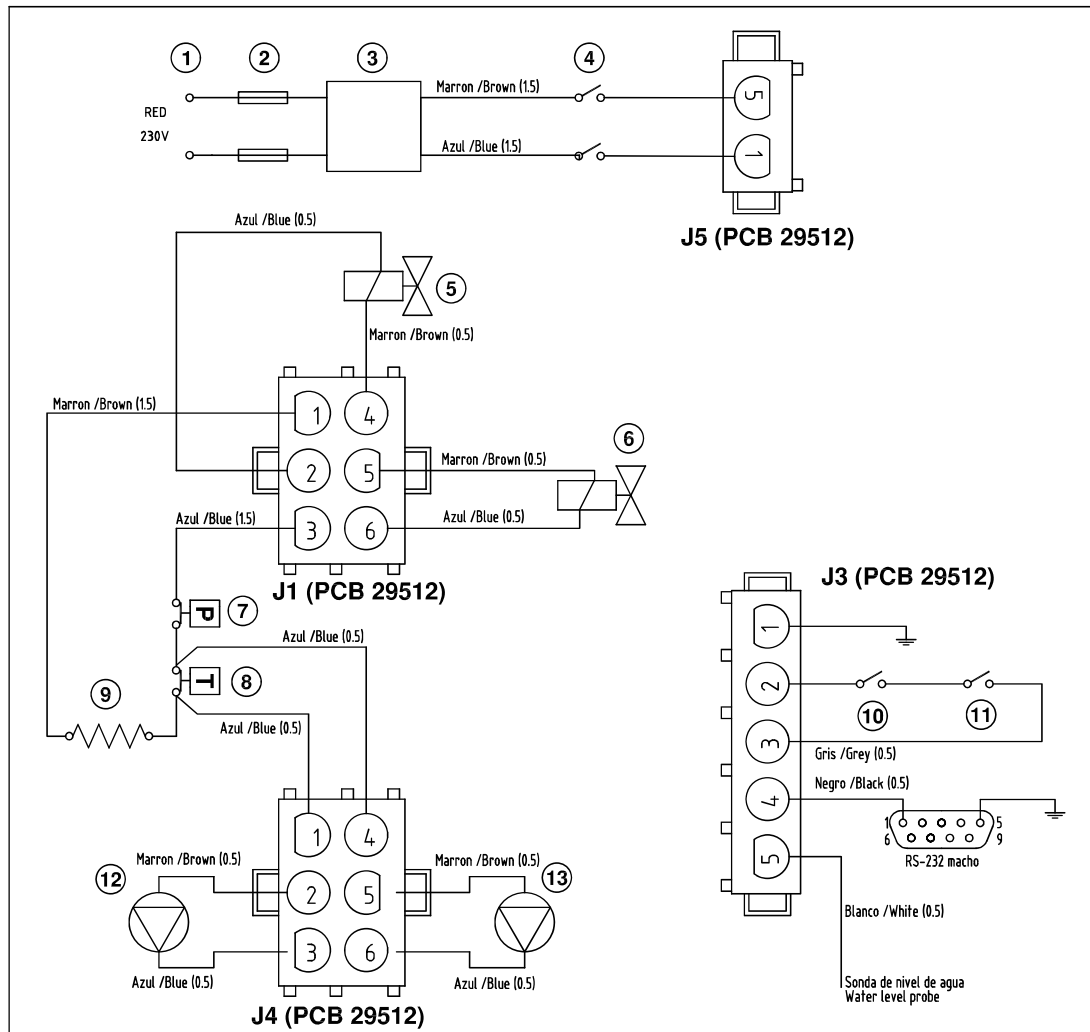 1
2
3
4
RED
230V
Marron /Brown (1.5)
Azul /Blue (1.5)
5
1
J5 (PCB 29512)
Azul /Blue (0.5)
5
Marron /Brown (0.5)
Marron /Brown (1.5)
1
4
2
5
Marron /Brown (0.5)
6
Azul /Blue (1.5)
3
6
Azul /Blue (0.5)
J1 (PCB 29512)
P
7
Azul /Blue (0.5)
T
8
9
Azul /Blue (0.5)
J3 (PCB 29512)
1
2
10
11
3
Gris /Grey (0.5)
4
Negro /Black (0.5)
1
5
6
9
RS-232 macho
5
Blanco /White (0.5)
Sonda de nivel de agua
Water level probe
1
4
Marron /Brown (0.5)
12
2
5
Marron /Brown (0.5)
13
3
6
Azul /Blue (0.5)
Azul /Blue (0.5)
J4 (PCB 29512)